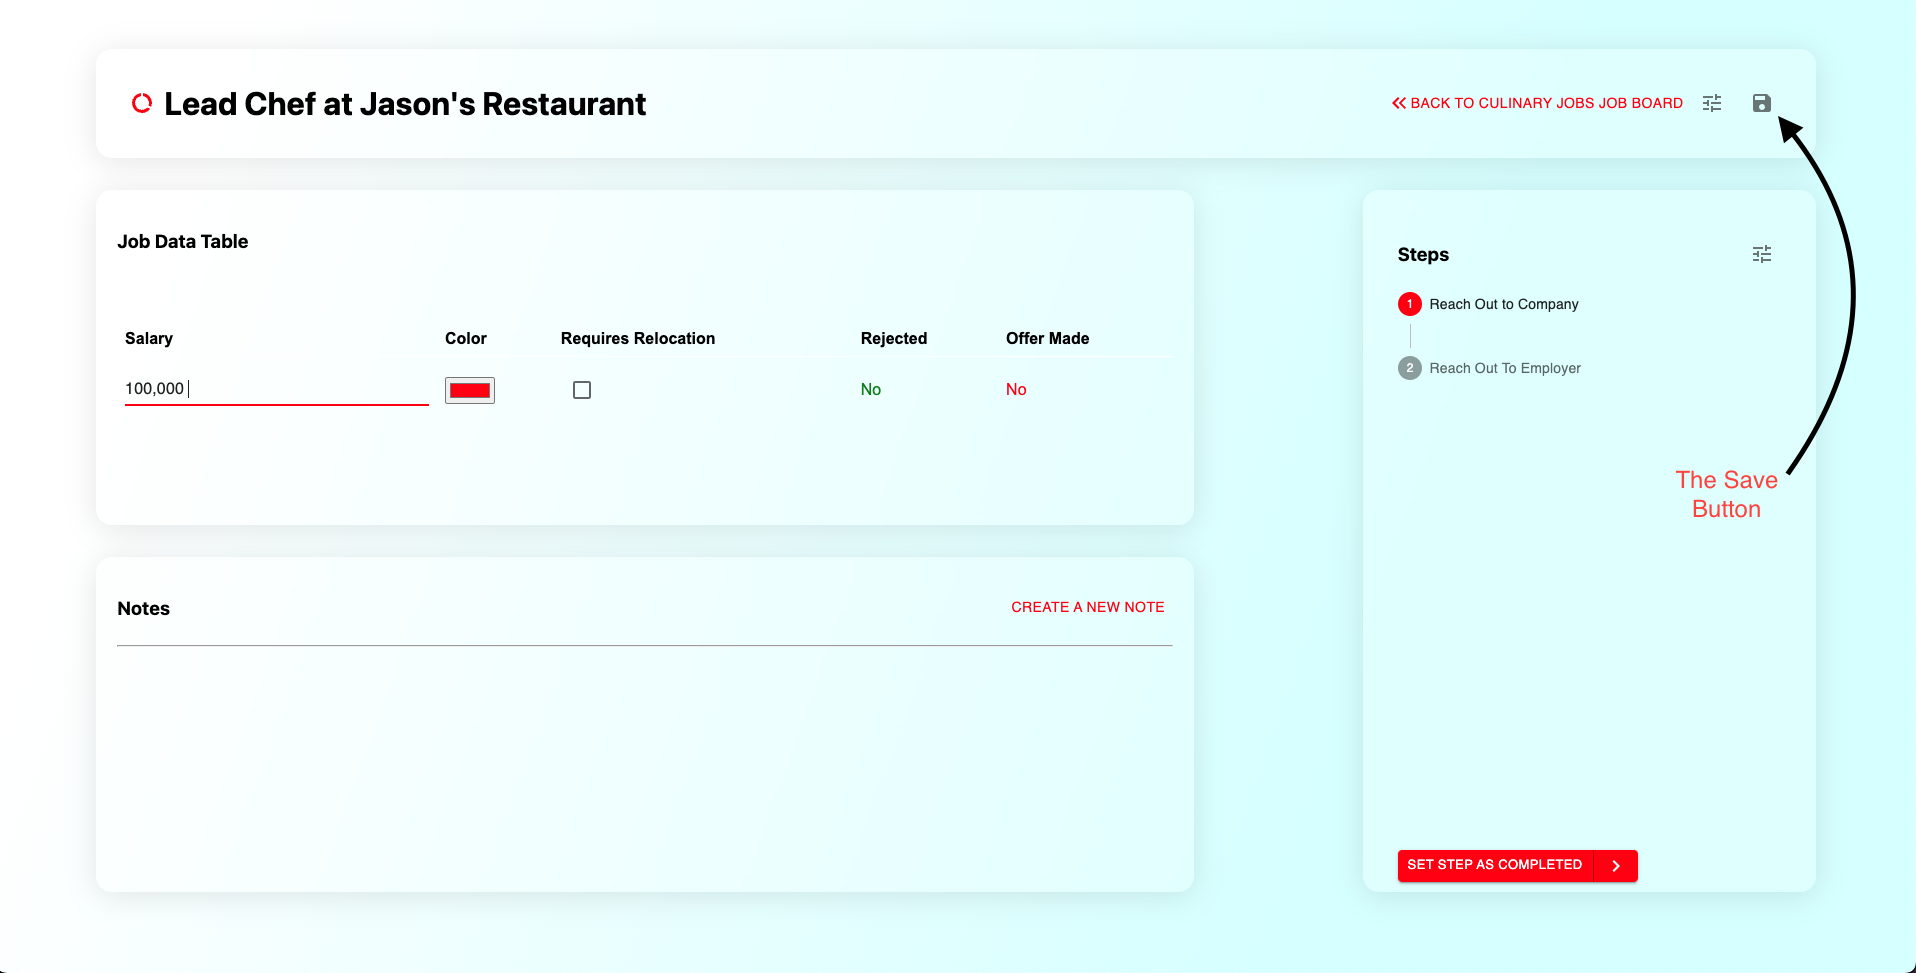 Lead Chef at Jason's Restaurant
BACK TO CULINARY JOBS JOB BOARD
Job Data Table
Salary Color Requires Relocation Rejected Offer Made
100,000 No No
Notes
CREATE A NEW NOTE
Steps
1 Reach Out to Company
2 Reach Out To Employer
The Save
Button
SET STEP AS COMPLETED